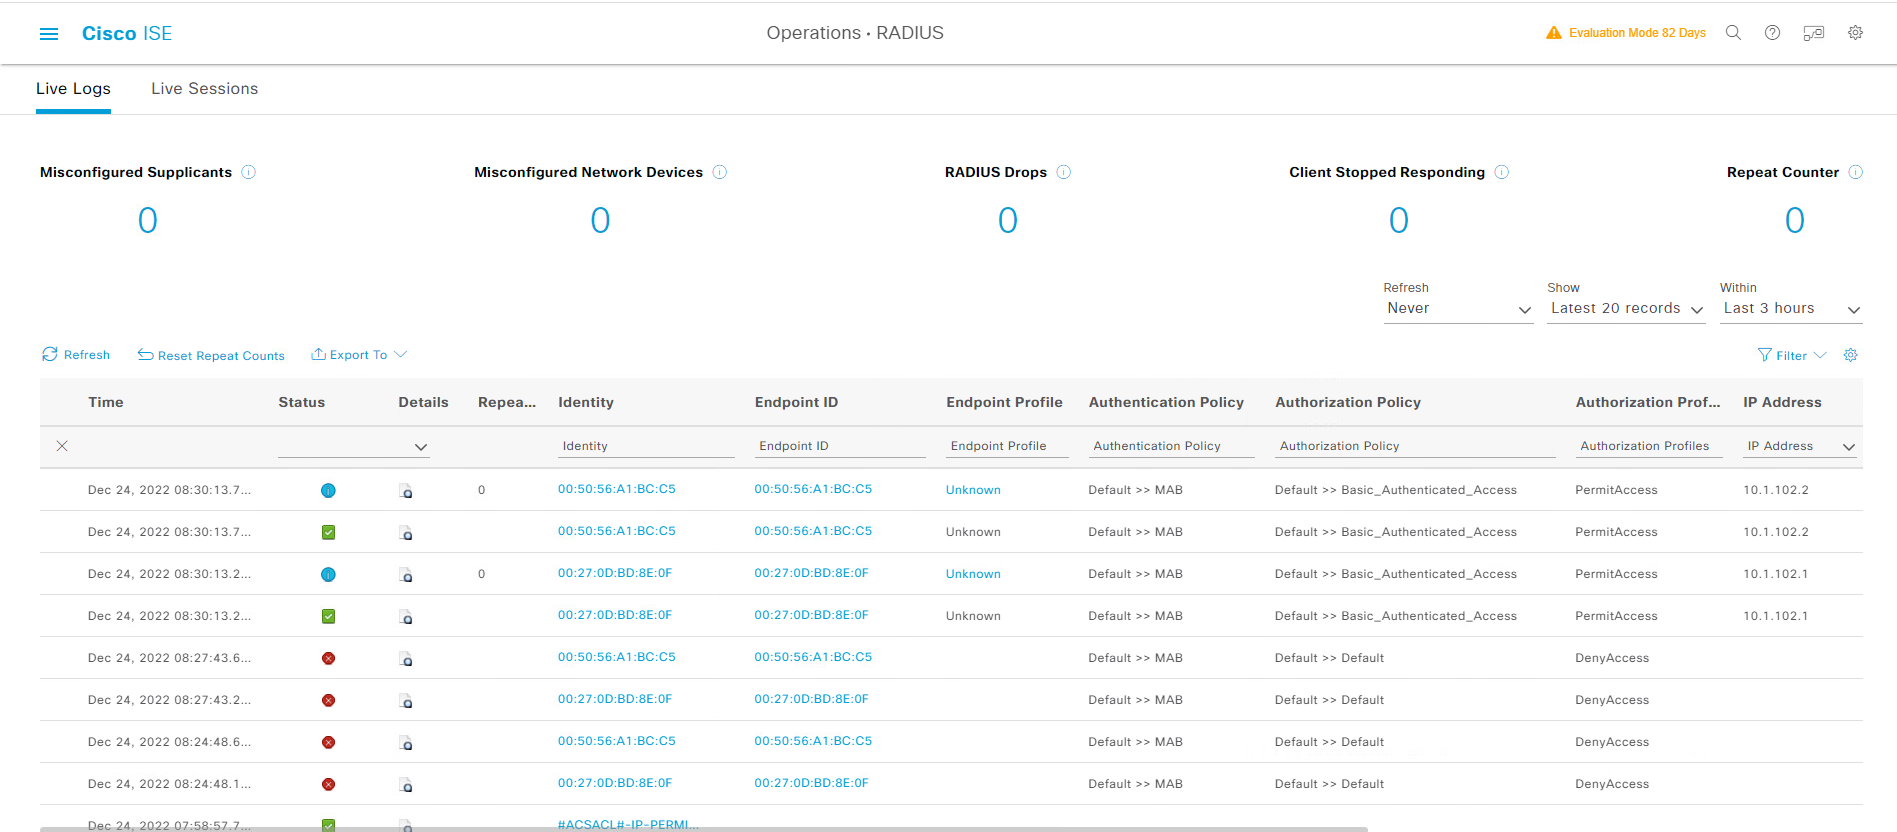 Cisco ISE
Operations · RADIUS
Evaluation Mode 82 Days
Live Logs
Live Sessions
Misconfigured Supplicants
Misconfigured Network Devices
RADIUS Drops
Client Stopped Responding
Repeat Counter
0
0
0
0
0
Refresh
Show
Within
Never
Latest 20 records
Last 3 hours
Refresh
Reset Repeat Counts
Export To
Filter
Time Status Details Repea... Identity Endpoint ID Endpoint Profile Authentication Policy Authorization Policy Authorization Prof... IP Address
Identity Endpoint ID Endpoint Profile Authentication Policy Authorization Policy Authorization Profiles IP Address
Dec 24, 2022 08:30:13.7... 0 00:50:56:A1:BC:C5 00:50:56:A1:BC:C5 Unknown Default >> MAB Default >> Basic_Authenticated_Access PermitAccess 10.1.102.2
Dec 24, 2022 08:30:13.7... 00:50:56:A1:BC:C5 00:50:56:A1:BC:C5 Unknown Default >> MAB Default >> Basic_Authenticated_Access PermitAccess 10.1.102.2
Dec 24, 2022 08:30:13.2... 0 00:27:0D:BD:8E:0F 00:27:0D:BD:8E:0F Unknown Default >> MAB Default >> Basic_Authenticated_Access PermitAccess 10.1.102.1
Dec 24, 2022 08:30:13.2... 00:27:0D:BD:8E:0F 00:27:0D:BD:8E:0F Unknown Default >> MAB Default >> Basic_Authenticated_Access PermitAccess 10.1.102.1
Dec 24, 2022 08:27:43.6... 00:50:56:A1:BC:C5 00:50:56:A1:BC:C5 Default >> MAB Default >> Default DenyAccess
Dec 24, 2022 08:27:43.2... 00:27:0D:BD:8E:0F 00:27:0D:BD:8E:0F Default >> MAB Default >> Default DenyAccess
Dec 24, 2022 08:24:48.6... 00:50:56:A1:BC:C5 00:50:56:A1:BC:C5 Default >> MAB Default >> Default DenyAccess
Dec 24, 2022 08:24:48.1... 00:27:0D:BD:8E:0F 00:27:0D:BD:8E:0F Default >> MAB Default >> Default DenyAccess
Dec 24, 2022 07:58:57.7... #ACSACL#-IP-PERMI...